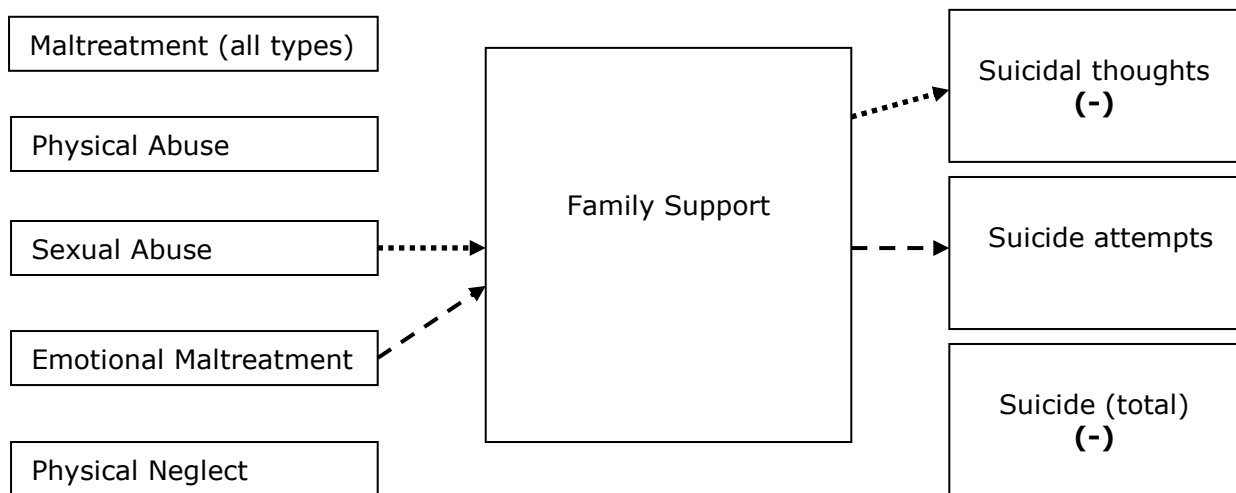 Maltreatment (all types)
Physical Abuse
Sexual Abuse
Emotional Maltreatment
Physical Neglect
Family Support
Suicidal thoughts
(-)
Suicide attempts
Suicide (total)
(-)